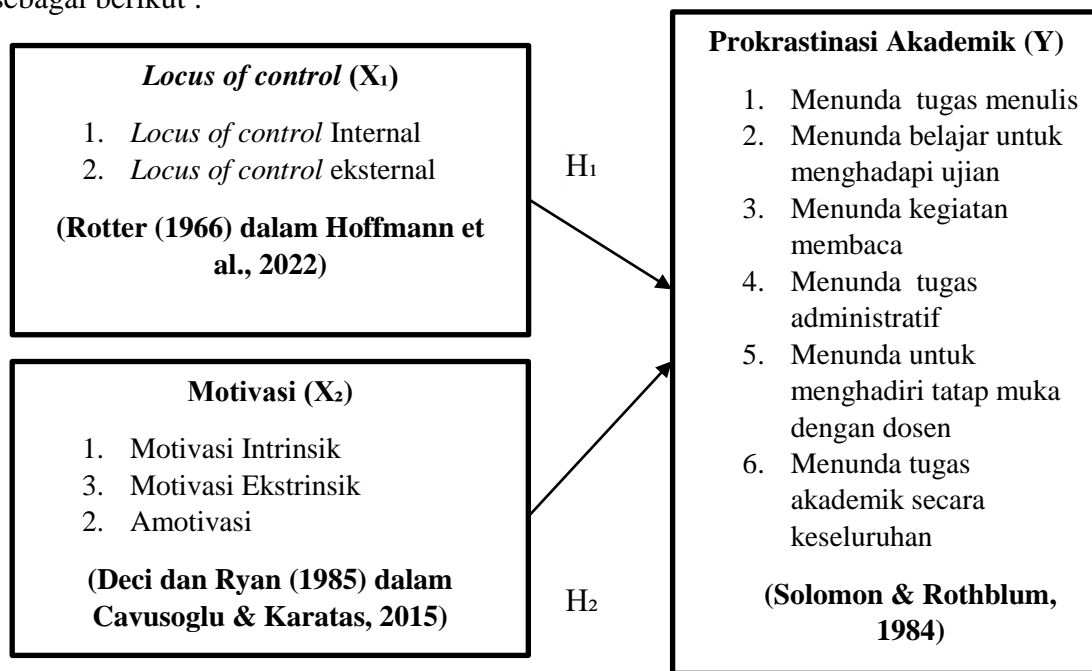 sebagai berikut :
Locus of control (X₁)
1. Locus of control Internal
2. Locus of control eksternal
(Rotter (1966) dalam Hoffmann et
al., 2022)
H₁
Motivasi (X₂)
1. Motivasi Intrinsik
3. Motivasi Ekstrinsik
2. Amotivasi
(Deci dan Ryan (1985) dalam
Cavusoglu & Karatas, 2015)
H₂
Prokrastinasi Akademik (Y)
1. Menunda tugas menulis
2. Menunda belajar untuk
menghadapi ujian
3. Menunda kegiatan
membaca
4. Menunda tugas
administratif
5. Menunda untuk
menghadiri tatap muka
dengan dosen
6. Menunda tugas
akademik secara
keseluruhan
(Solomon & Rothblum,
1984)